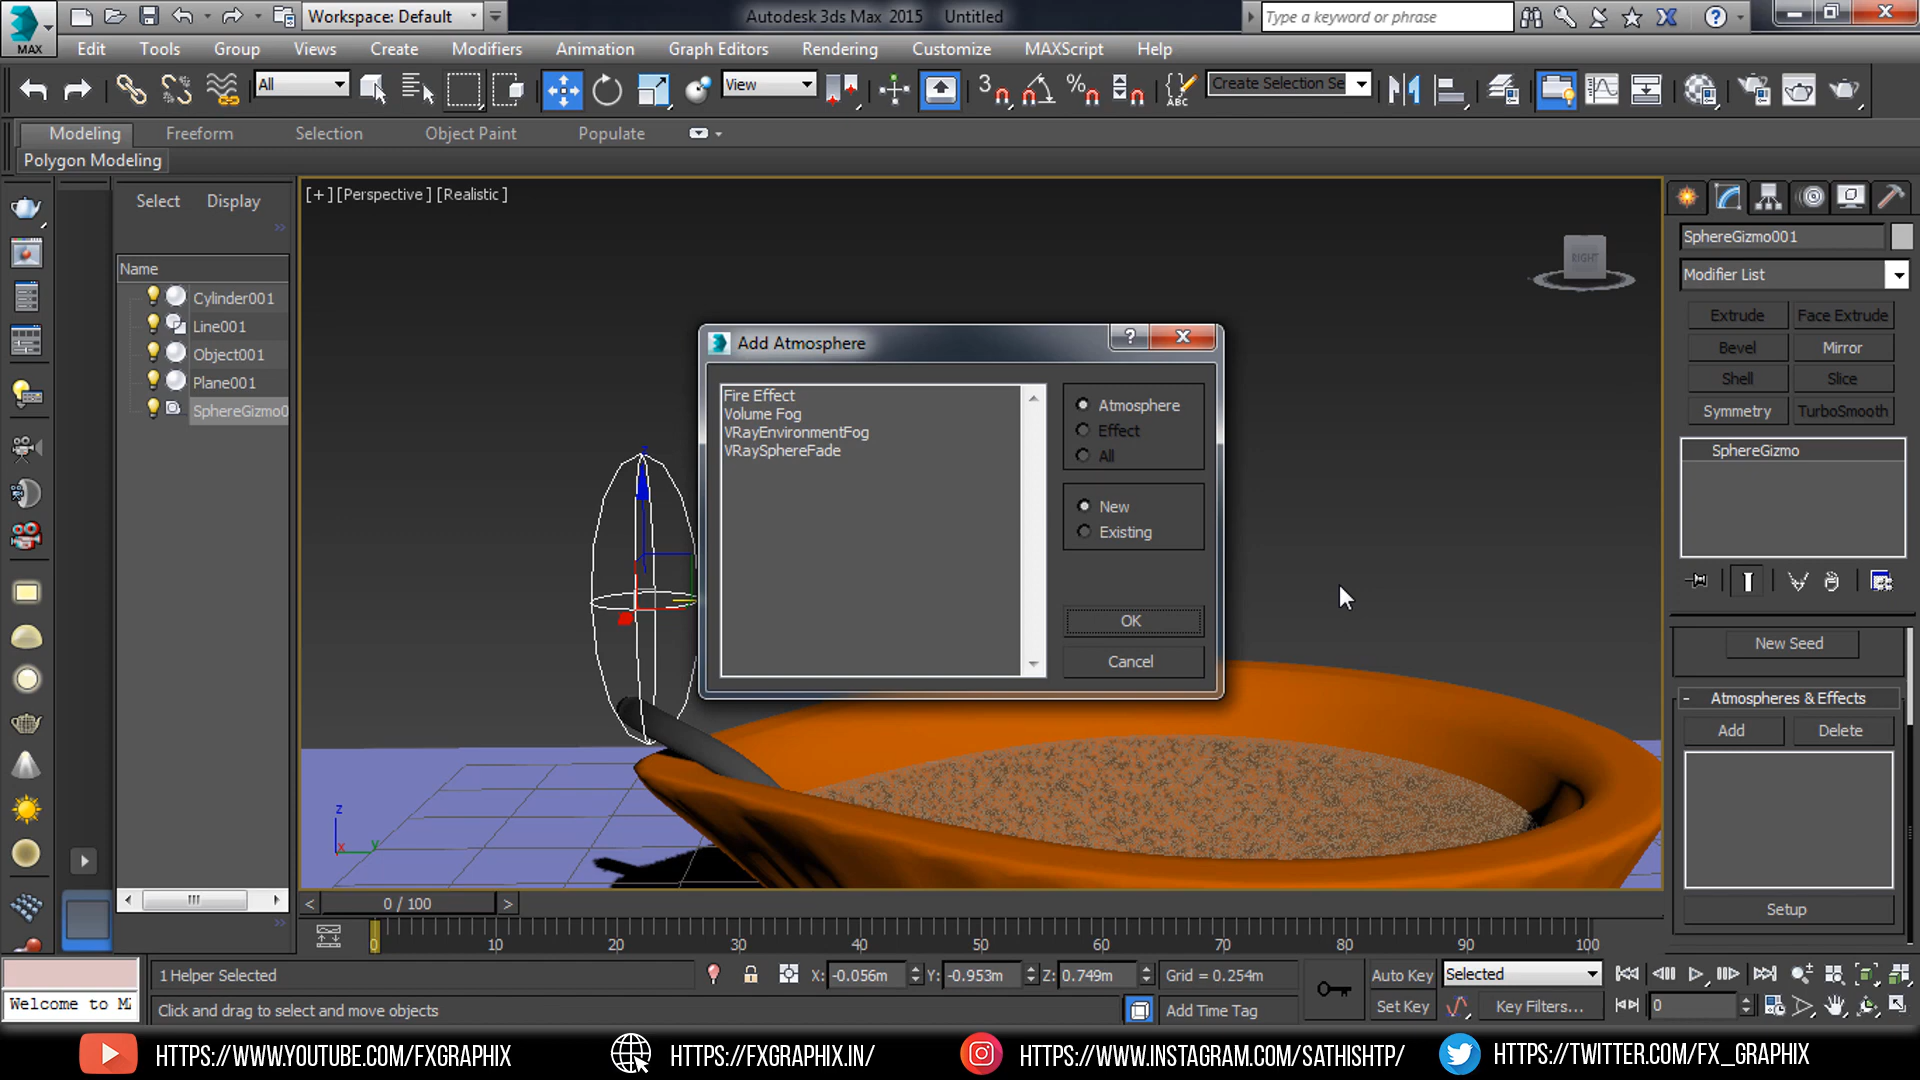 Workspace: Default
Autodesk 3ds Max 2015 Untitled
Type a keyword or phrase
MAX
Edit Tools Group Views Create Modifiers Animation Graph Editors Rendering Customize MAXScript Help
All
View
3
ABC
Create Selection Se
Modeling Freeform Selection Object Paint Populate
Polygon Modeling
Select Display
[+] [Perspective] [Realistic]
RIGHT
SphereGizmo001
Name
Modifier List
Cylinder001
Line001
Object001
Plane001
SphereGizmo0
Extrude Face Extrude
Bevel Mirror
Shell Slice
Symmetry TurboSmooth
SphereGizmo
Add Atmosphere
Fire Effect
Volume Fog
VRayEnvironmentFog
VRaySphereFade
Atmosphere
Effect
All
New
Existing
OK
Cancel
New Seed
- Atmospheres & Effects
Add Delete
Setup
z
x y
0 / 100
0 10 20 30 40 50 60 70 80 90 100
1 Helper Selected
X: -0.056m Y: -0.953m Z: 0.749m Grid = 0.254m
Auto Key Selected
Welcome to M
Click and drag to select and move objects
Add Time Tag
Set Key Key Filters... 0
HTTPS://WWW.YOUTUBE.COM/FXGRAPHIX HTTPS://FXGRAPHIX.IN/ HTTPS://WWW.INSTAGRAM.COM/SATHISHTP/ HTTPS://TWITTER.COM/FX_GRAPHIX